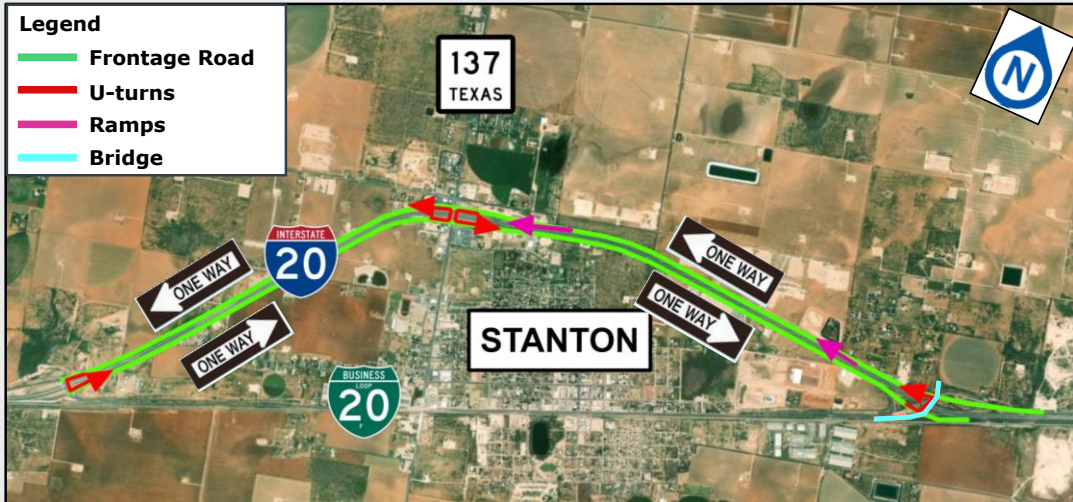 Legend
Frontage Road
U-turns
Ramps
Bridge
137
TEXAS
N
INTERSTATE
20
ONE WAY
ONE WAY
ONE WAY
ONE WAY
STANTON
BUSINESS
LOOP
20
F